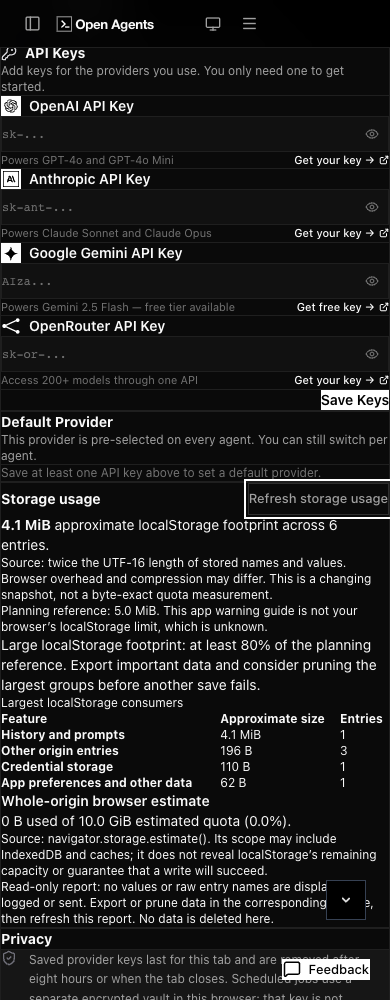 Open Agents
API Keys
Add keys for the providers you use. You only need one to get
started.
OpenAI API Key
sk-...
Powers GPT-4o and GPT-4o Mini
Get your key →
Anthropic API Key
sk-ant-...
Powers Claude Sonnet and Claude Opus
Get your key →
Google Gemini API Key
AIza...
Powers Gemini 2.5 Flash — free tier available
Get free key →
OpenRouter API Key
sk-or-...
Access 200+ models through one API
Get your key →
Save Keys
Default Provider
This provider is pre-selected on every agent. You can still switch per
agent.
Save at least one API key above to set a default provider.
Storage usage
Refresh storage usage
4.1 MiB approximate localStorage footprint across 6
entries.
Source: twice the UTF-16 length of stored names and values.
Browser overhead and compression may differ. This is a changing
snapshot, not a byte-exact quota measurement.
Planning reference: 5.0 MiB. This app warning guide is not your
browser's localStorage limit, which is unknown.
Large localStorage footprint: at least 80% of the planning
reference. Export important data and consider pruning the
largest groups before another save fails.
Largest localStorage consumers
Feature Approximate size Entries
History and prompts 4.1 MiB 1
Other origin entries 196 B 3
Credential storage 110 B 1
App preferences and other data 62 B 1
Whole-origin browser estimate
0 B used of 10.0 GiB estimated quota (0.0%).
Source: navigator.storage.estimate(). Its scope may include
IndexedDB and caches; it does not reveal localStorage's remaining
capacity or guarantee that a write will succeed.
Read-only report: no values or raw entry names are
logged or sent. Export or prune data in the corresponding
then refresh this report. No data is deleted here.
Privacy
Saved provider keys last for this tab and are removed after
eight hours or when the tab closes. Scheduled jobs use a
separate encrypted vault in this browser; that key is not
Feedback